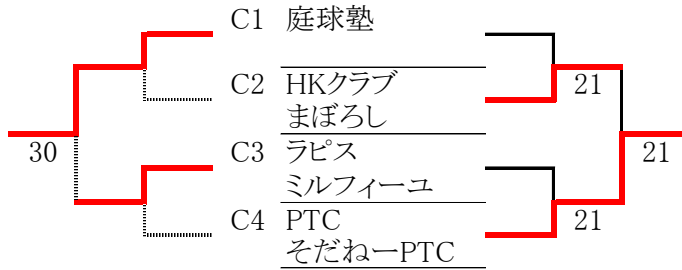 C1 庭球塾
C2 HKクラブ 21
まぼろし
30 C3 ラピス 21
ミルフィーユ
C4 PTC 21
そだねーPTC